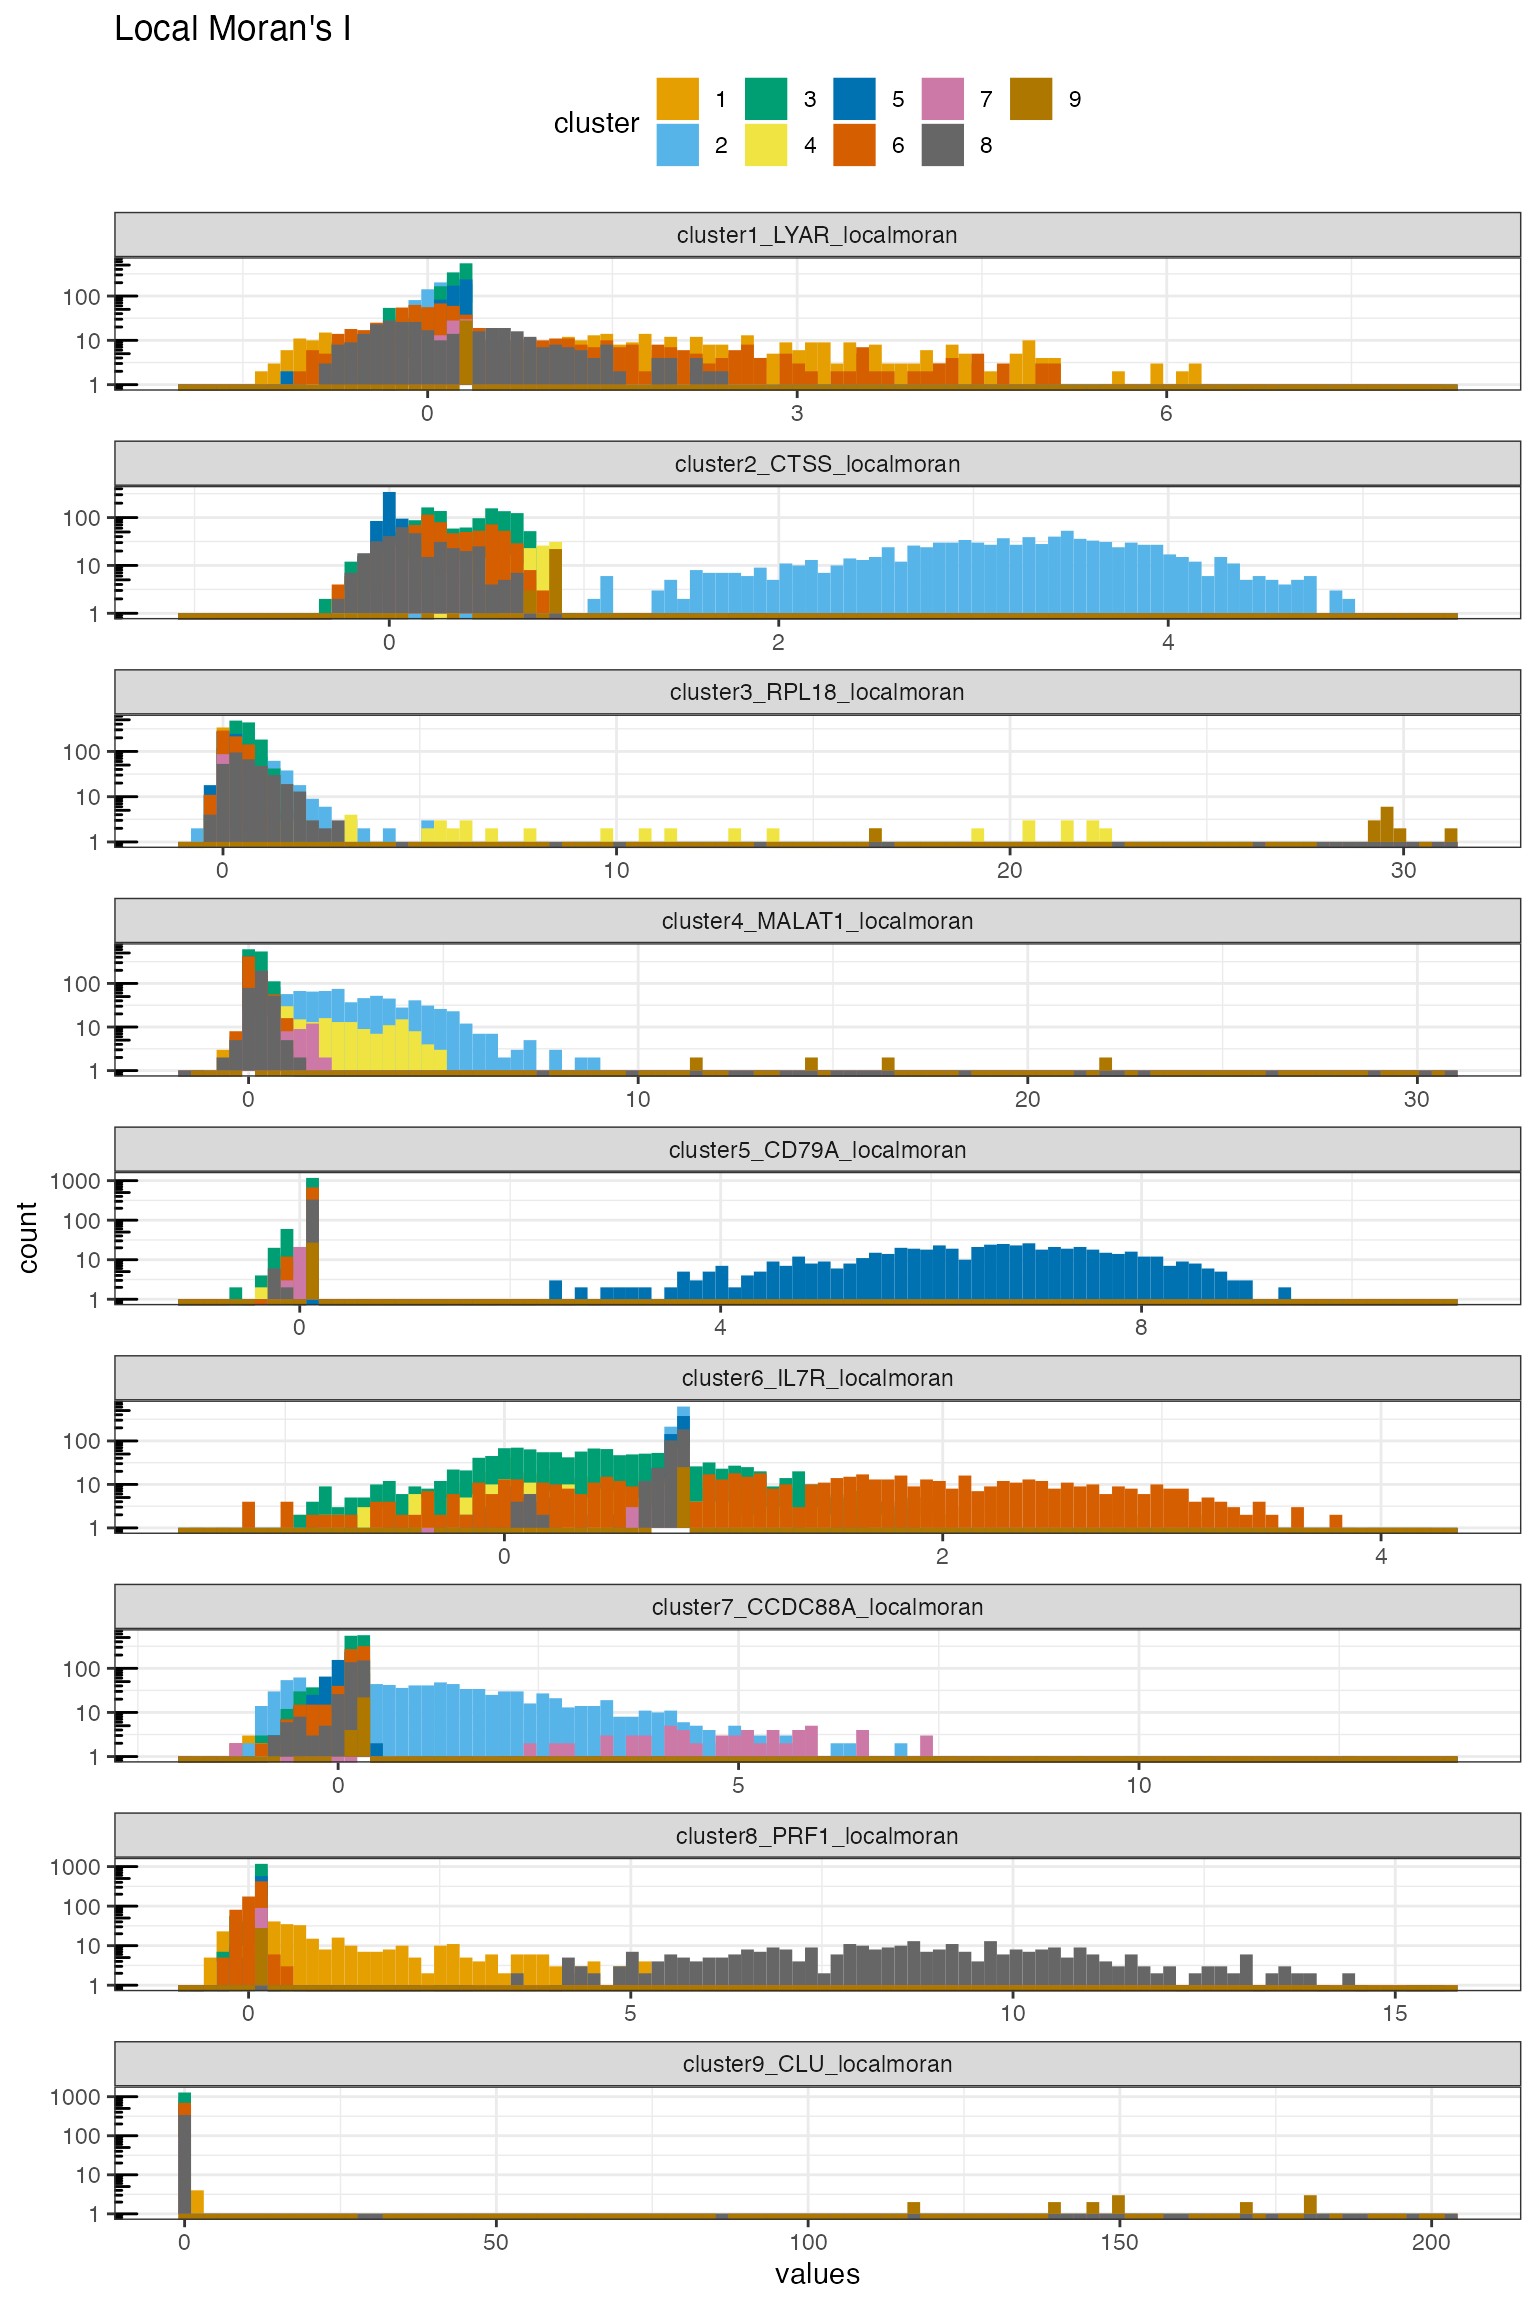 Local Moran's I
cluster
1 3 5 7 9
2 4 6 8
cluster1_LYAR_localmoran
100
10
1
0 3 6
cluster2_CTSS_localmoran
100
10
1
0 2 4
cluster3_RPL18_localmoran
100
10
1
0 10 20 30
cluster4_MALAT1_localmoran
100
10
1
0 10 20 30
cluster5_CD79A_localmoran
1000
100
10
1
0 4 8
count
cluster6_IL7R_localmoran
100
10
1
0 2 4
cluster7_CCDC88A_localmoran
100
10
1
0 5 10
cluster8_PRF1_localmoran
1000
100
10
1
0 5 10 15
cluster9_CLU_localmoran
1000
100
10
1
0 50 100 150 200
values